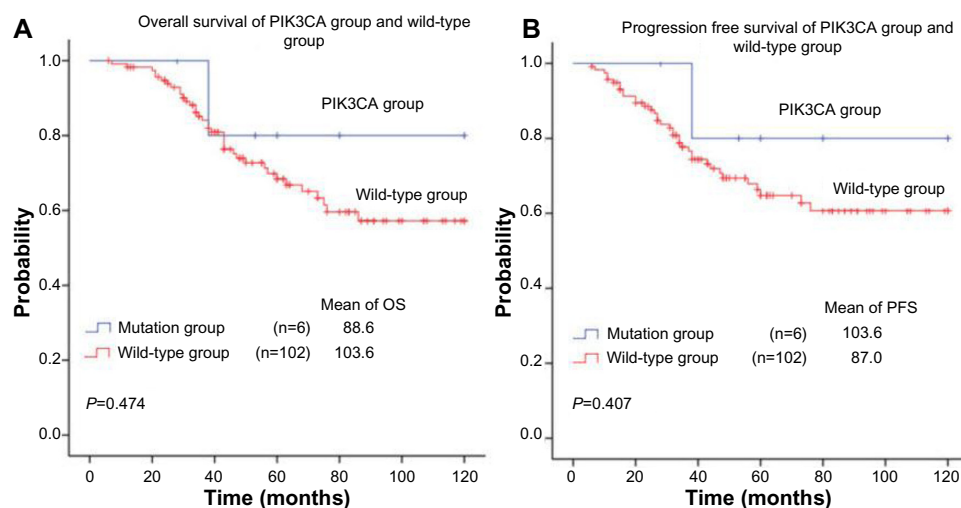 A
Overall survival of PIK3CA group and wild-type
group
1.0
0.8
0.6
0.4
0.2
0.0
Probability
PIK3CA group
Wild-type group
Mean of OS
Mutation group (n=6) 88.6
Wild-type group (n=102) 103.6
P=0.474
0 20 40 60 80 100 120
Time (months)
B
Progression free survival of PIK3CA group and
wild-type group
1.0
0.8
0.6
0.4
0.2
0.0
Probability
PIK3CA group
Wild-type group
Mean of PFS
Mutation group (n=6) 103.6
Wild-type group (n=102) 87.0
P=0.407
0 20 40 60 80 100 120
Time (months)